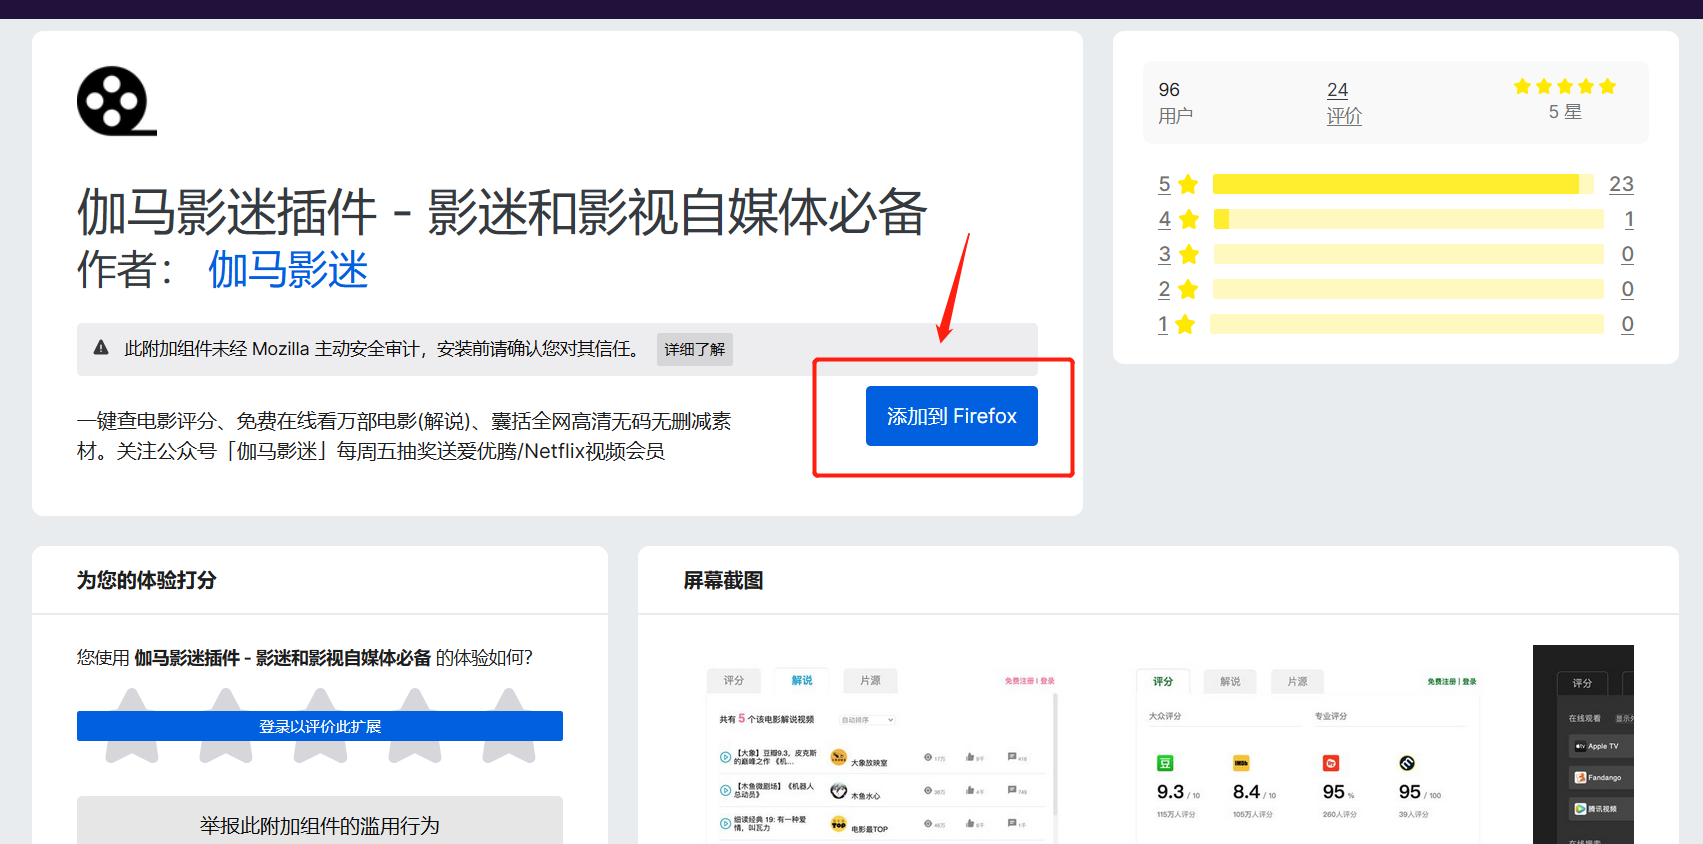 伽马影迷插件 - 影迷和影视自媒体必备
作者： 伽马影迷
此附加组件未经 Mozilla 主动安全审计，安装前请确认您对其信任。 详细了解
一键查电影评分、免费在线看万部电影(解说)、囊括全网高清无码无删减素
材。关注公众号「伽马影迷」每周五抽奖送爱优腾/Netflix视频会员
添加到 Firefox
96
用户
24
评价
5 星
5 23
4 1
3 0
2 0
1 0
为您的体验打分
您使用 伽马影迷插件 - 影迷和影视自媒体必备 的体验如何？
登录以评价此扩展
举报此附加组件的滥用行为
屏幕截图
评分 解说 片源 免费注册 | 登录
共有 5 个该电影解说视频 自动排序
【大象】豆瓣9.3，皮克斯
的巅峰之作 《机...
大象放映室
【木鱼微剧场】《机器人
总动员》
木鱼水心
细读经典 19: 有一种爱
情，叫瓦力
电影最TOP
评分 解说 片源 免费注册 | 登录
大众评分 专业评分
豆 IMDb
9.3 / 10 8.4 / 10 95 % 95 / 100
115万人评分 105万人评分 260人评分 39人评分
评分
在线观看
Apple TV
Fandango
腾讯视频